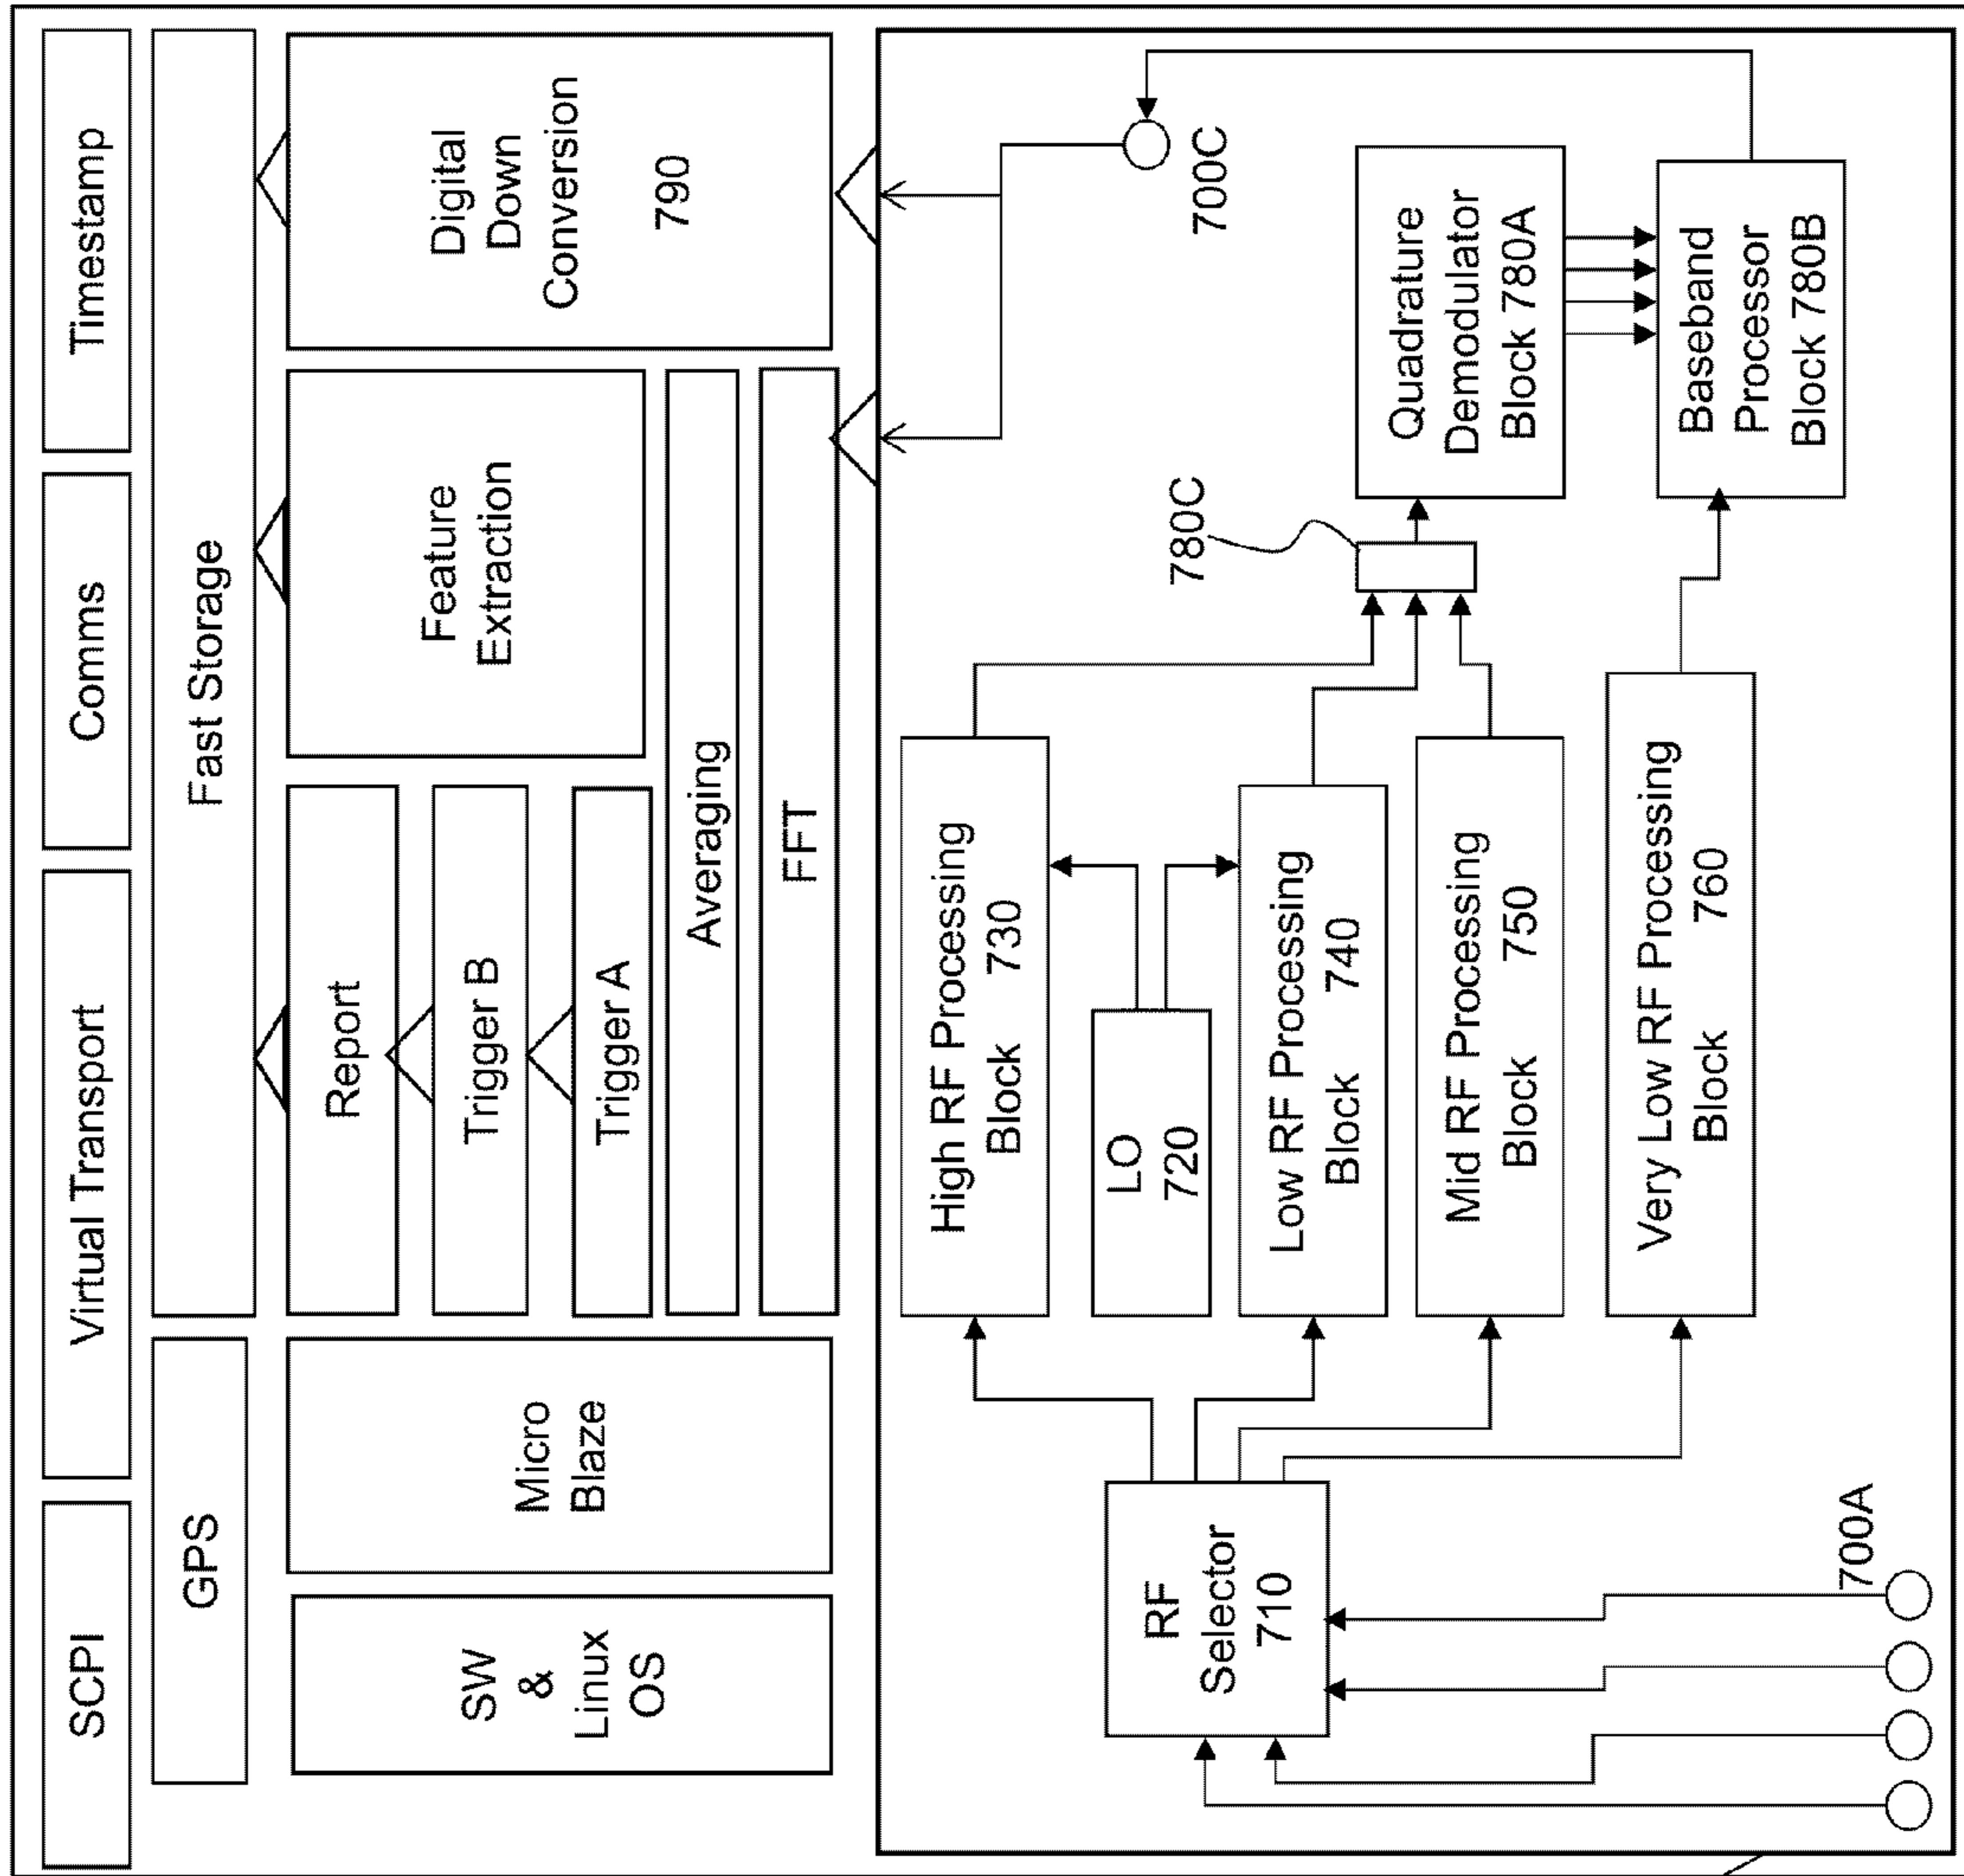 SCPI
Virtual Transport
Comms
Timestamp
GPS
Fast Storage
SW
&
Linux
OS
Micro
Blaze
Report
Trigger B
Trigger A
Feature
Extraction
Averaging
FFT
Digital
Down
Conversion
790
RF
Selector
710
700A
High RF Processing
Block 730
LO
720
Low RF Processing
Block 740
Mid RF Processing
Block 750
Very Low RF Processing
Block 760
780C
700C
Quadrature
Demodulator
Block 780A
Baseband
Processor
Block 780B